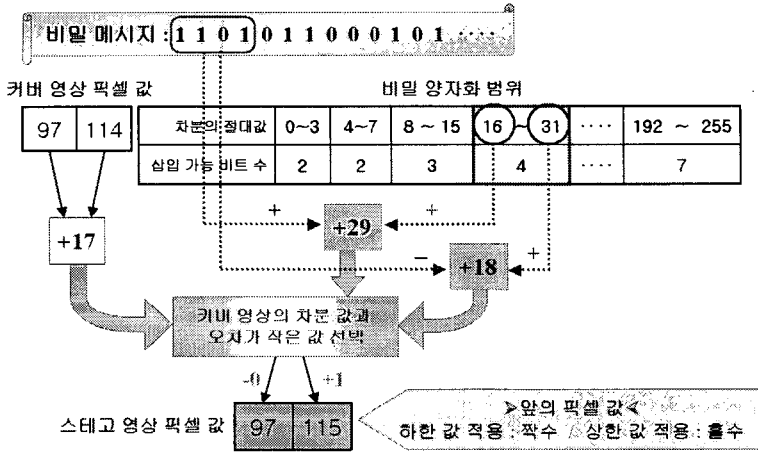 비밀 메시지 : 1 1 0 1 0 1 1 0 0 0 1 0 1 ....
커버 영상 픽셀 값
비밀 양자화 범위
97 114
차분의 절대값 0~3 4~7 8 ~ 15 16 ~ 31 .... 192 ~ 255
삽입 가능 비트 수 2 2 3 4 .... 7
+ +
+17
+29
- +
+18
커버 영상의 차분 값과
오차가 작은 값 선택
-0 +1
스테고 영상 픽셀 값 97 115
➢앞의 픽셀 값
하한 값 적용 : 짝수 상한 값 적용 : 홀수